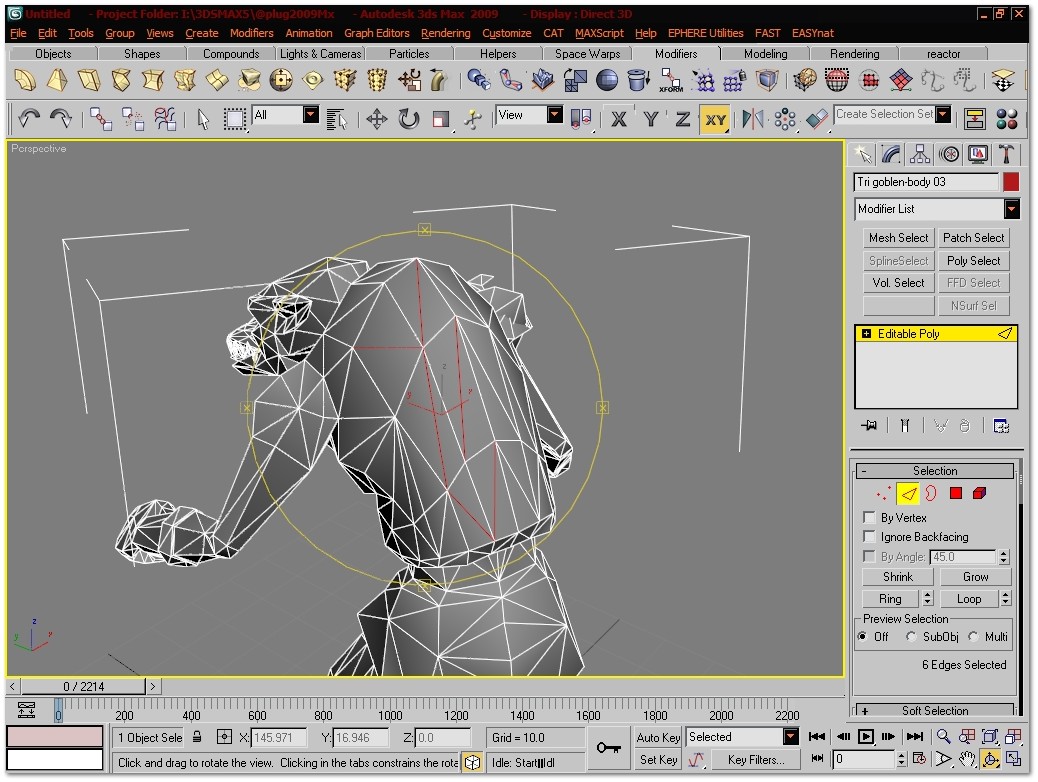 Untitled - Project Folder: I:\3DSMAX5\@plug2009Mx - Autodesk 3ds Max 2009 - Display : Direct 3D
File Edit Tools Group Views Create Modifiers Animation Graph Editors Rendering Customize CAT MAXScript Help EPHERE Utilities FAST EASYnat
Objects Shapes Compounds Lights & Cameras Particles Helpers Space Warps Modifiers Modeling Rendering reactor
XFORM
All View X Y Z XY Create Selection Set
Perspective
Tri goblen-body 03
Modifier List
Mesh Select Patch Select
SplineSelect Poly Select
Vol. Select FFD Select
NSurf Sel
Editable Poly
- Selection
By Vertex
Ignore Backfacing
By Angle: 45.0
Shrink Grow
Ring Loop
Preview Selection
Off SubObj Multi
6 Edges Selected
+ Soft Selection
z
y
z
y
< 0 / 2214 >
0 200 400 600 800 1000 1200 1400 1600 1800 2000 2200
1 Object Sele X: 145.971 Y: 16.946 Z: 0.0 Grid = 10.0 Auto Key Selected
Click and drag to rotate the view. Clicking in the tabs constrains the rota Set Key Key Filters... 0